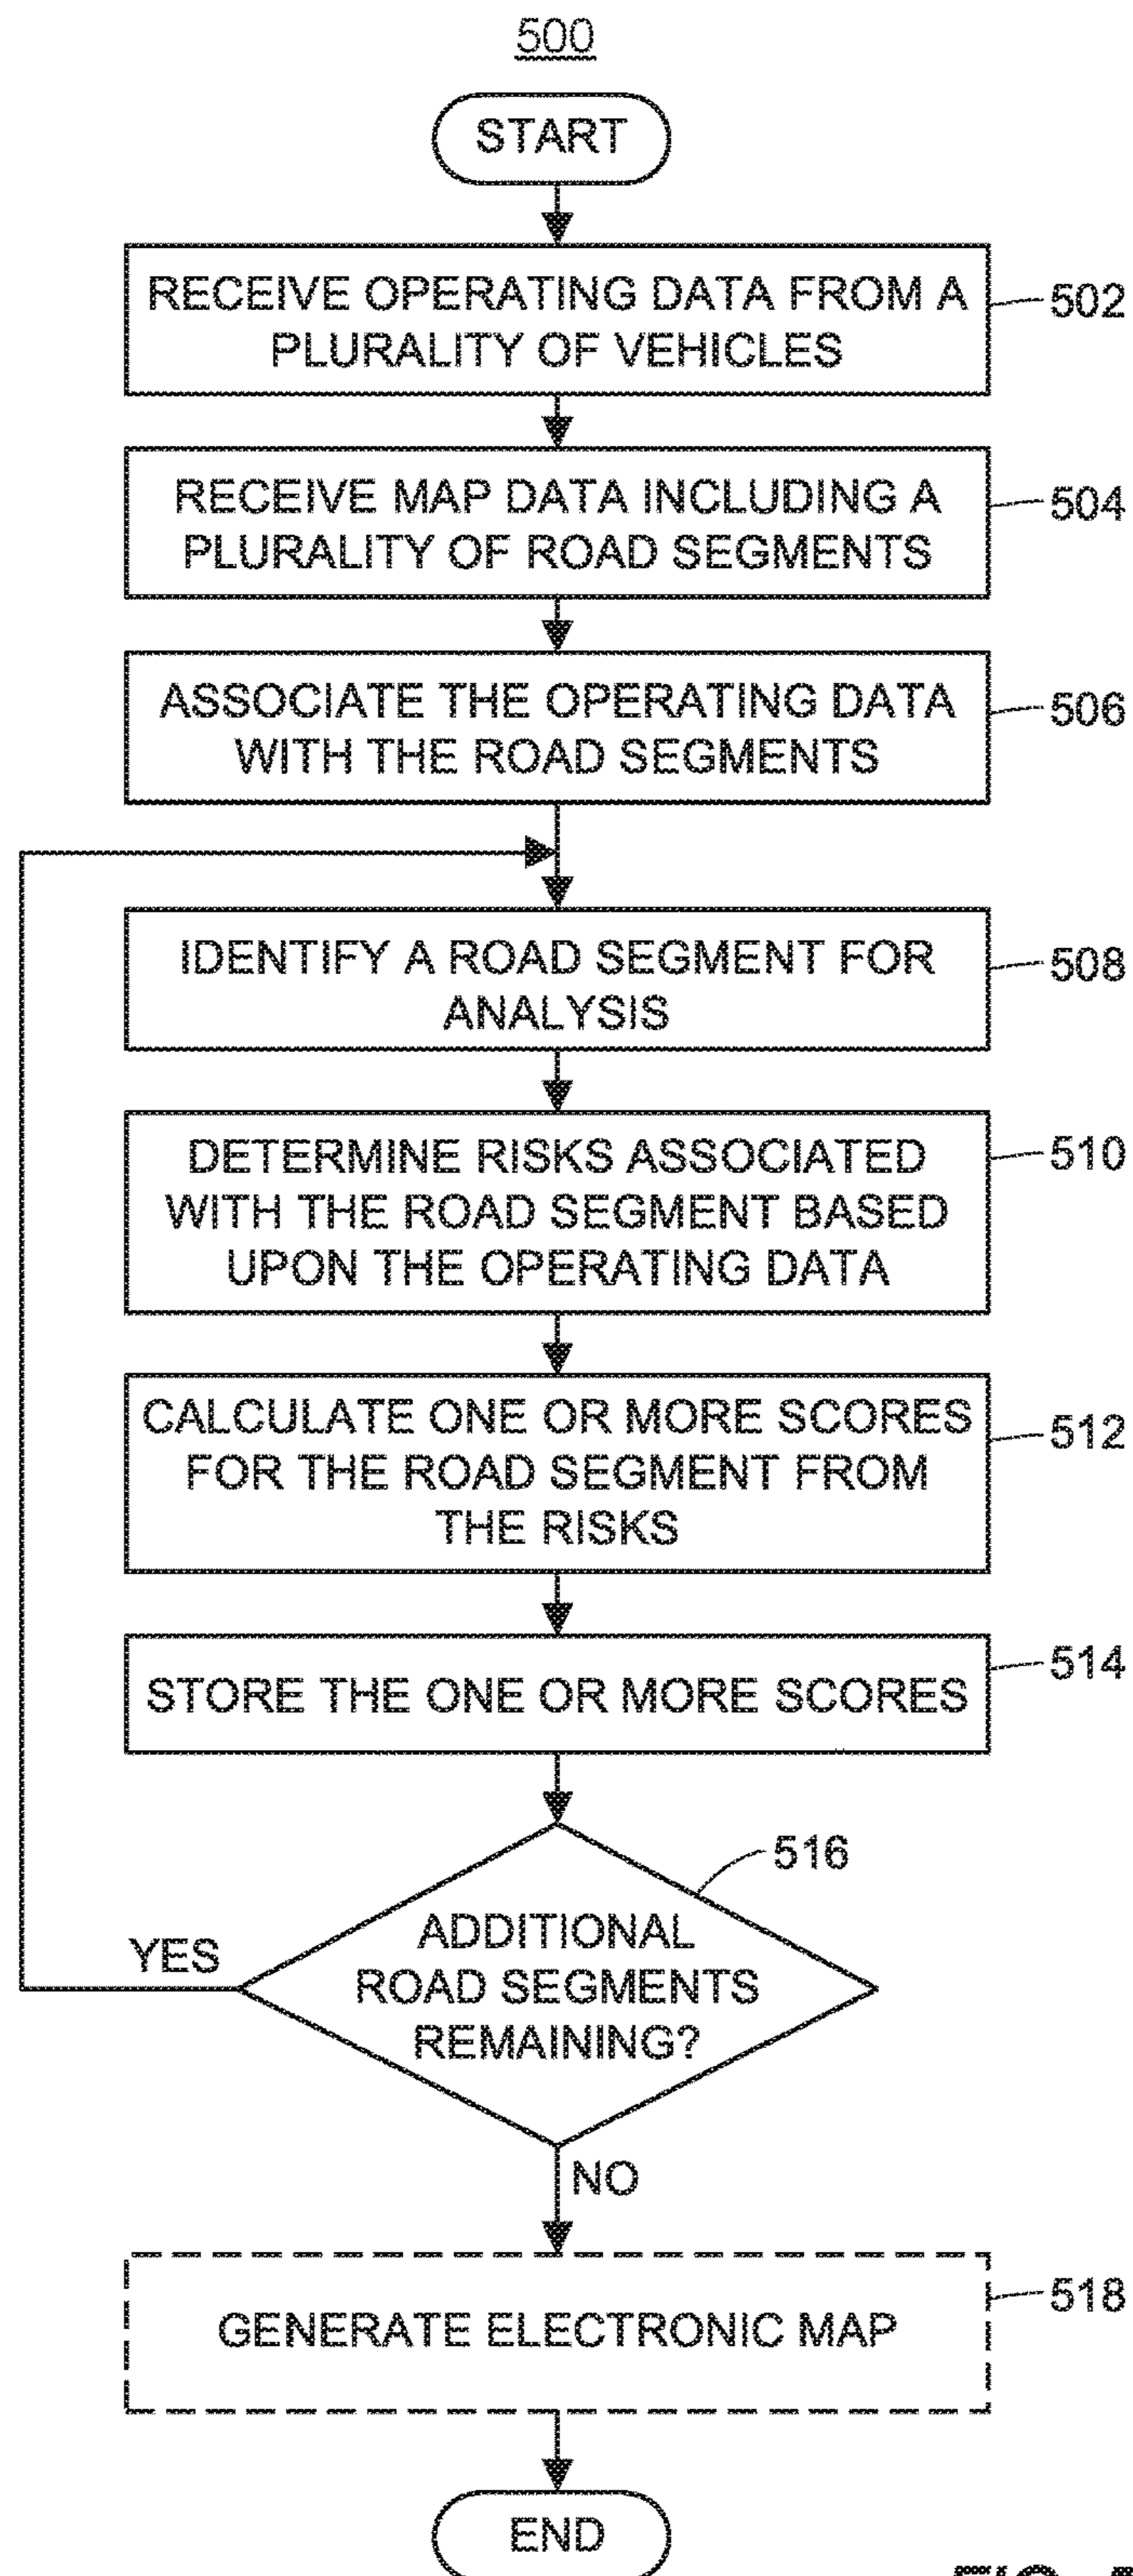 500
START
RECEIVE OPERATING DATA FROM A
PLURALITY OF VEHICLES
502
RECEIVE MAP DATA INCLUDING A
PLURALITY OF ROAD SEGMENTS
504
ASSOCIATE THE OPERATING DATA
WITH THE ROAD SEGMENTS
506
IDENTIFY A ROAD SEGMENT FOR
ANALYSIS
508
DETERMINE RISKS ASSOCIATED
WITH THE ROAD SEGMENT BASED
UPON THE OPERATING DATA
510
CALCULATE ONE OR MORE SCORES
FOR THE ROAD SEGMENT FROM
THE RISKS
512
STORE THE ONE OR MORE SCORES
514
516
ADDITIONAL
ROAD SEGMENTS
REMAINING?
YES
NO
GENERATE ELECTRONIC MAP
518
END